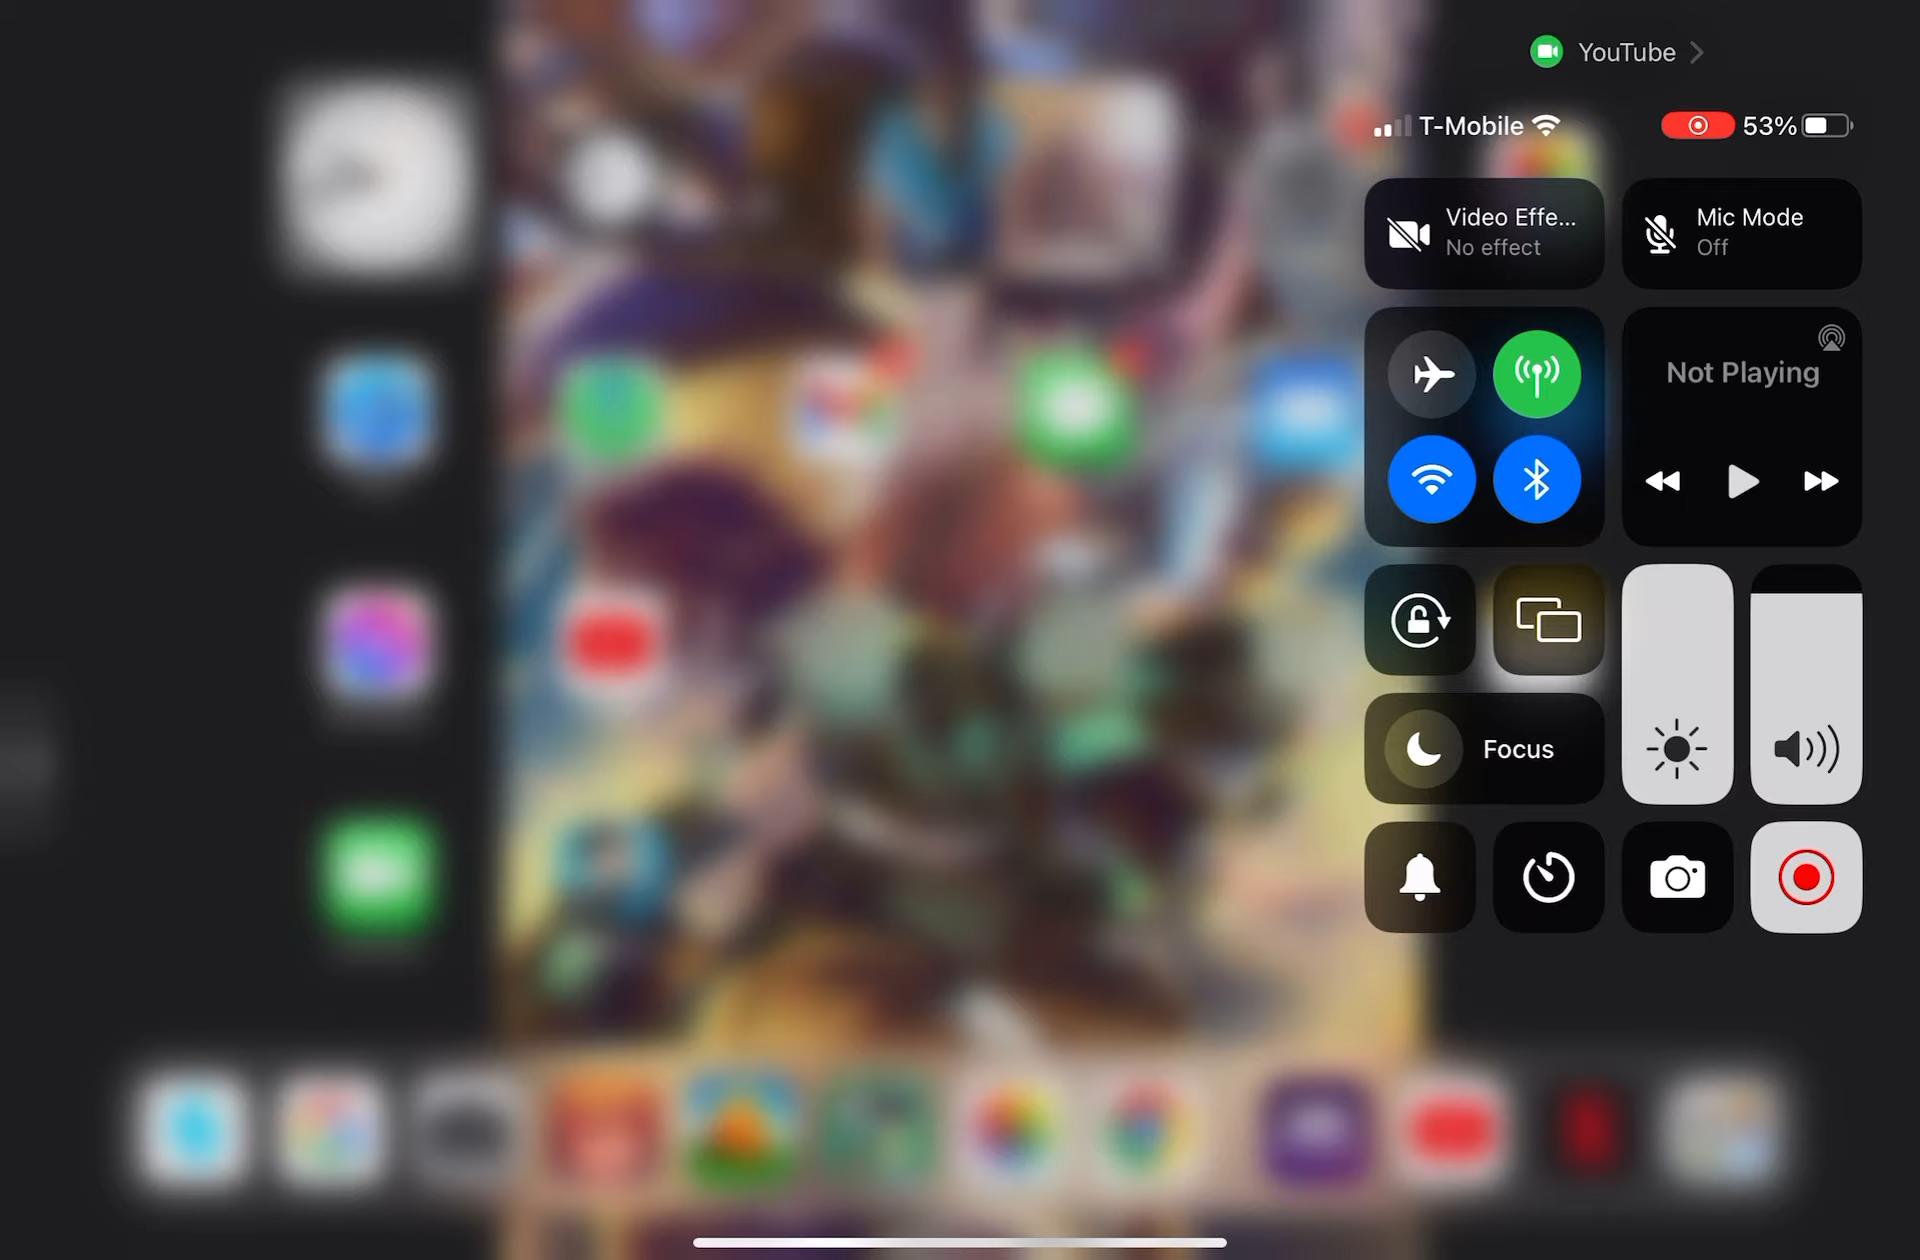 YouTube
T-Mobile
53%
Video Effe...
No effect
Mic Mode
Off
Not Playing
Focus